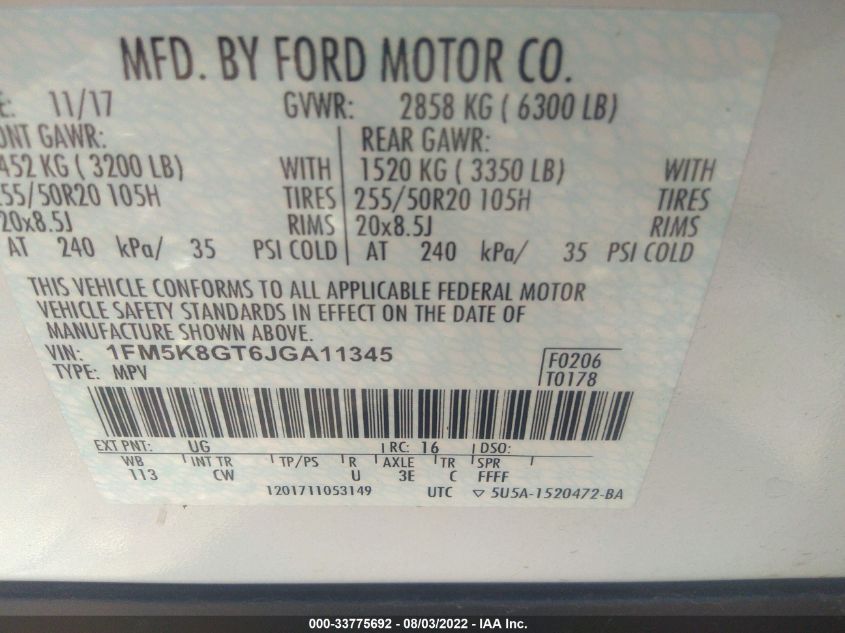 MFD. BY FORD MOTOR CO.
11/17 GVWR: 2858 KG ( 6300 LB)
GAWR: REAR GAWR:
452 KG ( 3200 LB) WITH 1520 KG ( 3350 LB) WITH
255/50R20 105H TIRES 255/50R20 105H TIRES
20x8.5J RIMS 20x8.5J RIMS
AT 240 kPa/ 35 PSI COLD AT 240 kPa/ 35 PSI COLD
THIS VEHICLE CONFORMS TO ALL APPLICABLE FEDERAL MOTOR
VEHICLE SAFETY STANDARDS IN EFFECT ON THE DATE OF
MANUFACTURE SHOWN ABOVE.
VIN: 1FM5K8GT6JGA11345 F0206
TYPE: MPV T0178
EXT PNT: UG RC: 16 DSO:
WB INT TR TP/PS R AXLE TR SPR
113 CW U 3E C FFFF
1201711053149 UTC ▽ 5U5A-1520472-BA
000-33775692 - 08/03/2022 - IAA Inc.